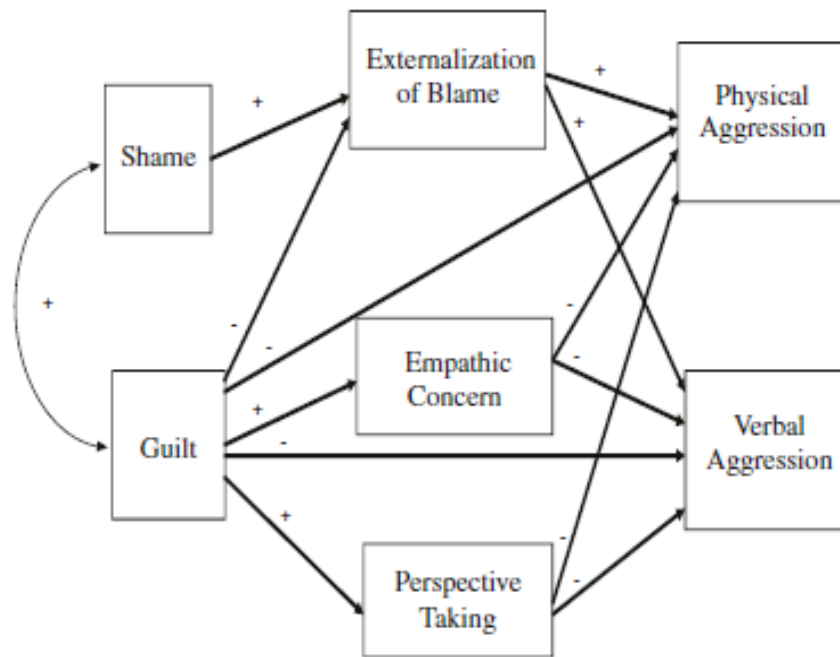 Externalization
of Blame
+
Physical
Aggression
+
+
Shame
+
-
-
-
Empathic
Concern
-
+
Guilt
-
Verbal
Aggression
+
-
Perspective
Taking
-